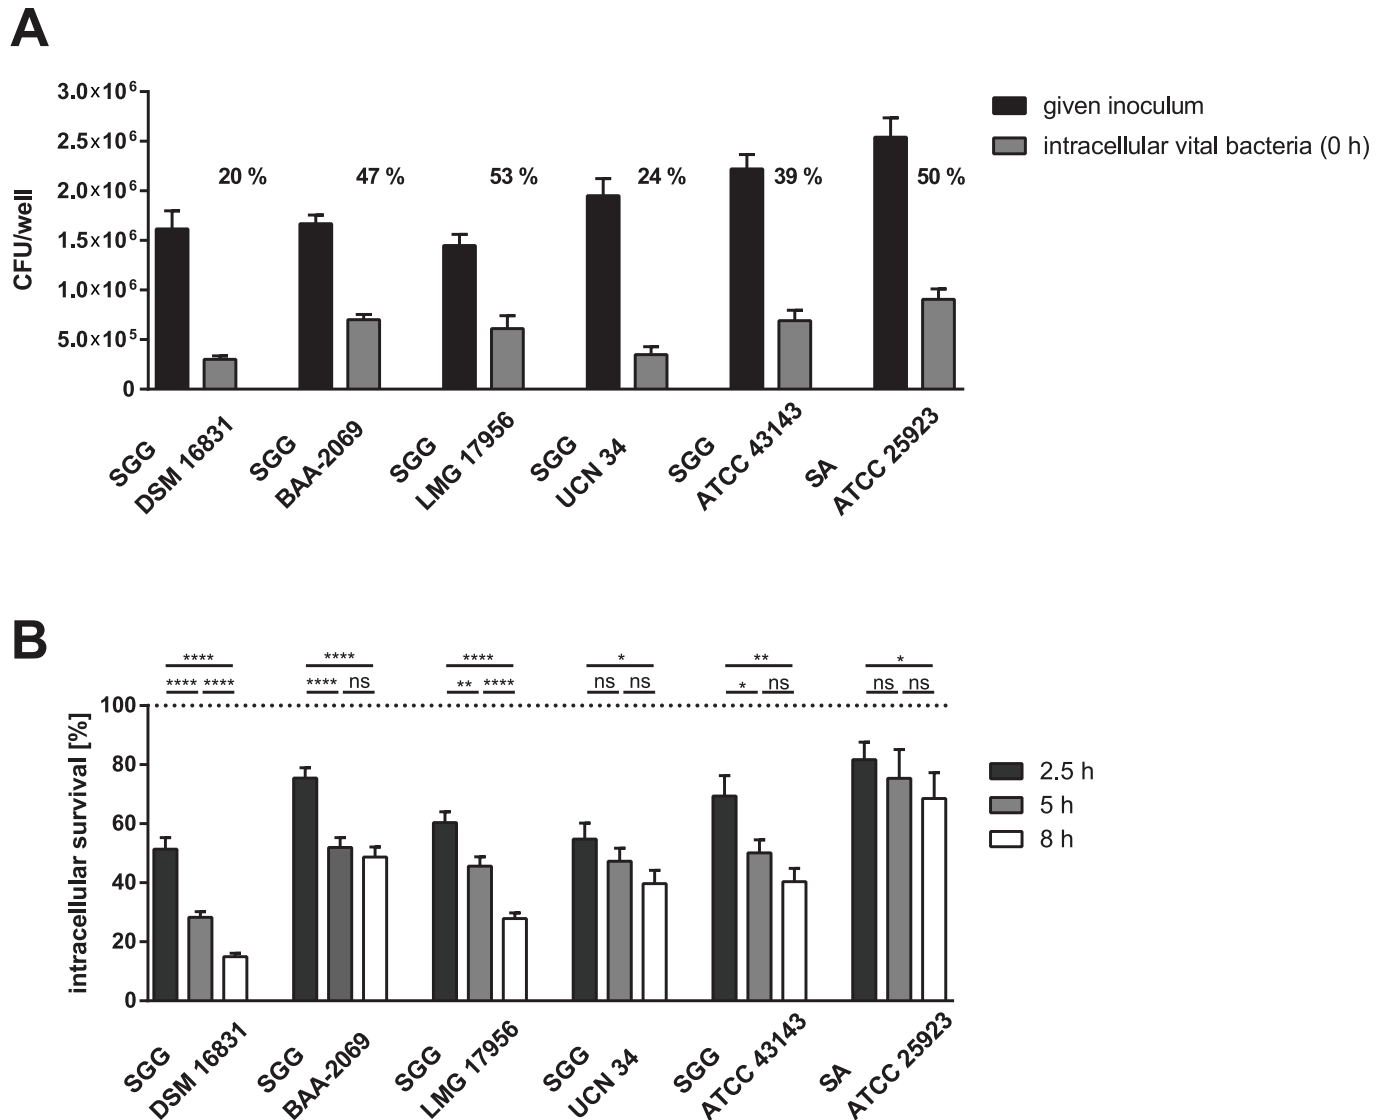 A
3.0×10⁶
2.5×10⁶
2.0×10⁶
1.5×10⁶
1.0×10⁶
5.0×10⁵
0
CFU/well
20 %
47 %
53 %
24 %
39 %
50 %
given inoculum
intracellular vital bacteria (0 h)
SGG
DSM 16831
SGG
BAA-2069
SGG
LMG 17956
SGG
UCN 34
SGG
ATCC 43143
SA
ATCC 25923
B
**** **** **** * ** *
**** **** **** ns ** **** ns ns * ns ns ns
100
80
60
40
20
0
intracellular survival [%]
2.5 h
5 h
8 h
SGG
DSM 16831
SGG
BAA-2069
SGG
LMG 17956
SGG
UCN 34
SGG
ATCC 43143
SA
ATCC 25923